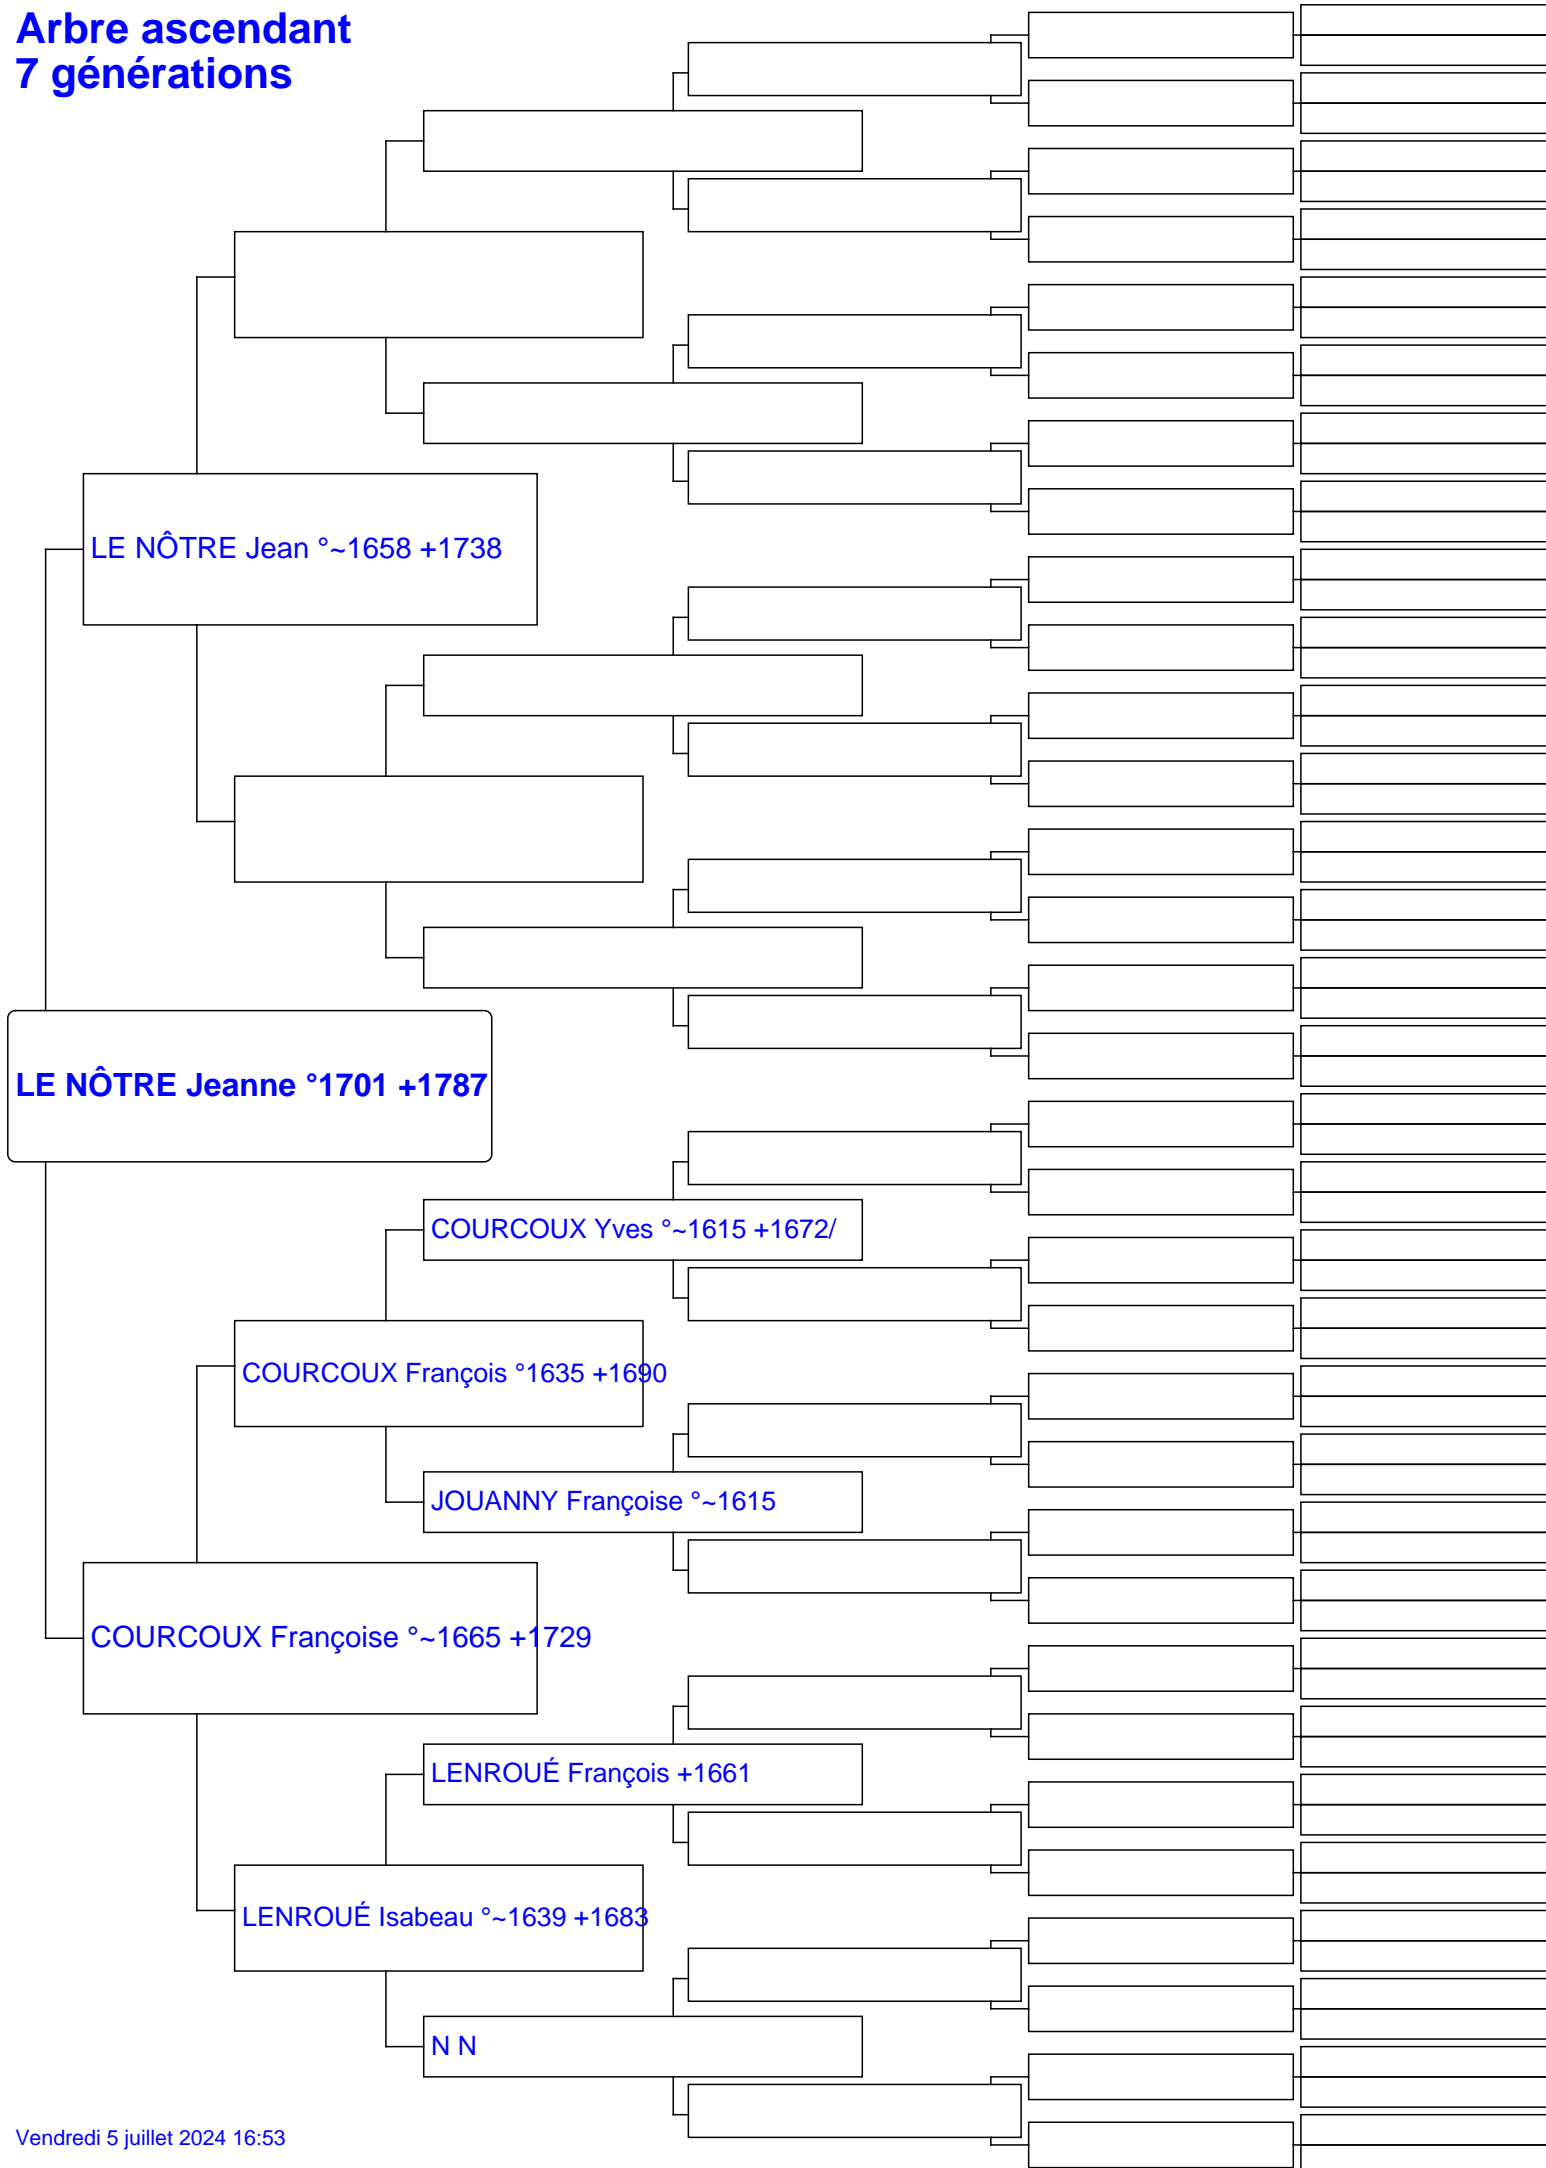 Arbre ascendant
7 générations
LE NÔTRE Jean °~1658 +1738
LE NÔTRE Jeanne °1701 +1787
COURCOUX Yves °~1615 +1672/
COURCOUX François °1635 +1690
JOUANNY Françoise °~1615
COURCOUX Françoise °~1665 +1729
LENROUÉ François +1661
LENROUÉ Isabeau °~1639 +1683
N N
Vendredi 5 juillet 2024 16:53